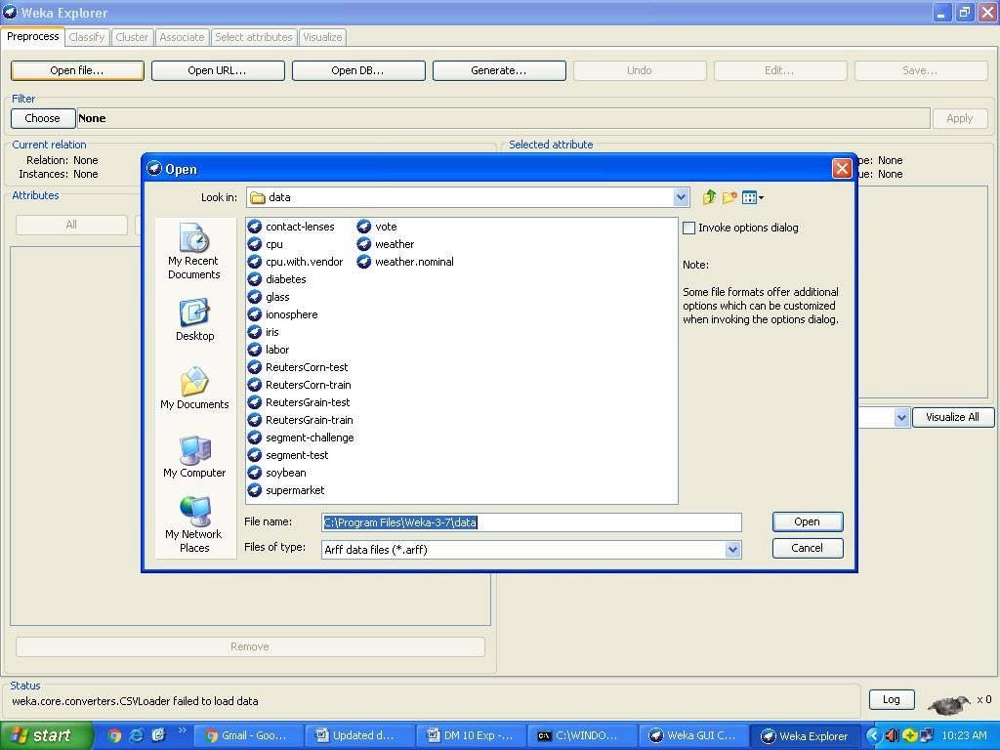 Weka Explorer
Preprocess Classify Cluster Associate Select attributes Visualize
Open file... Open URL... Open DB... Generate... Undo Edit... Save...
Filter
Choose None Apply
Current relation
Relation: None
Instances: None
Selected attribute
pe: None
ue: None
Attributes
All
Open
Look in: data
My Recent
Documents
Desktop
My Documents
My Computer
My Network
Places
contact-lenses
cpu
cpu.with.vendor
diabetes
glass
ionosphere
iris
labor
ReutersCorn-test
ReutersCorn-train
ReutersGrain-test
ReutersGrain-train
segment-challenge
segment-test
soybean
supermarket
vote
weather
weather.nominal
Invoke options dialog
Note:
Some file formats offer additional
options which can be customized
when invoking the options dialog.
File name: C:\Program Files\Weka-3-7\data
Open
Files of type: Arff data files (*.arff)
Cancel
Visualize All
Remove
Status
weka.core.converters.CSVLoader failed to load data
Log x 0
start Gmail - Goo... Updated d... DM 10 Exp -... C:\WINDO... Weka GUI C... Weka Explorer 10:23 AM